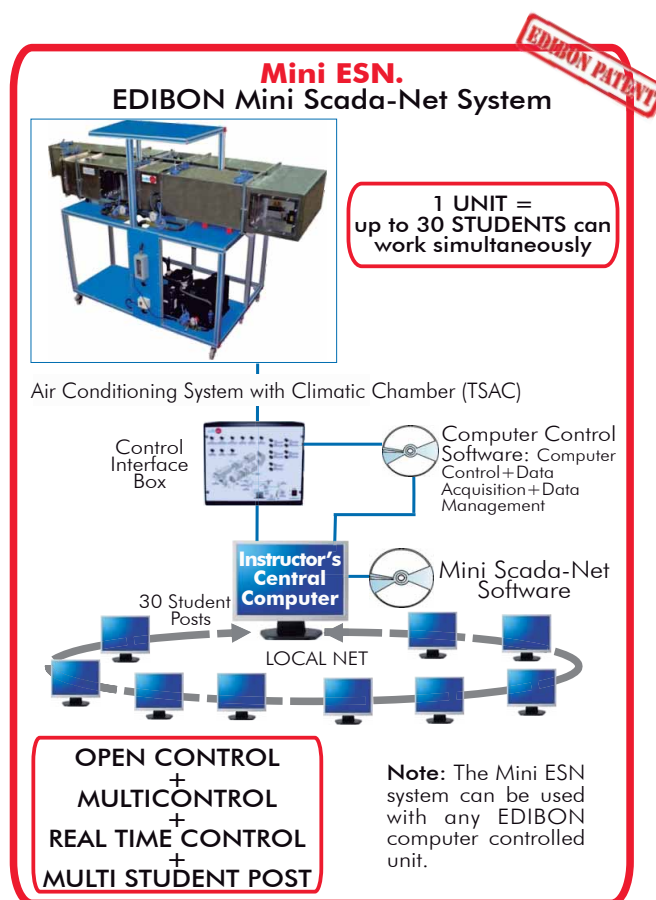 EDIBON PATENT
Mini ESN.
EDIBON Mini Scada-Net System
1 UNIT =
up to 30 STUDENTS can
work simultaneously
Air Conditioning System with Climatic Chamber (TSAC)
Control
Interface
Box
Computer Control
Software: Computer
Control+Data
Acquisition+Data
Management
Instructor's
Central
Computer
Mini Scada-Net
Software
30 Student
Posts
LOCAL NET
OPEN CONTROL
+
MULTICONTROL
+
REAL TIME CONTROL
+
MULTI STUDENT POST
Note: The Mini ESN
system can be used
with any EDIBON
computer controlled
unit.